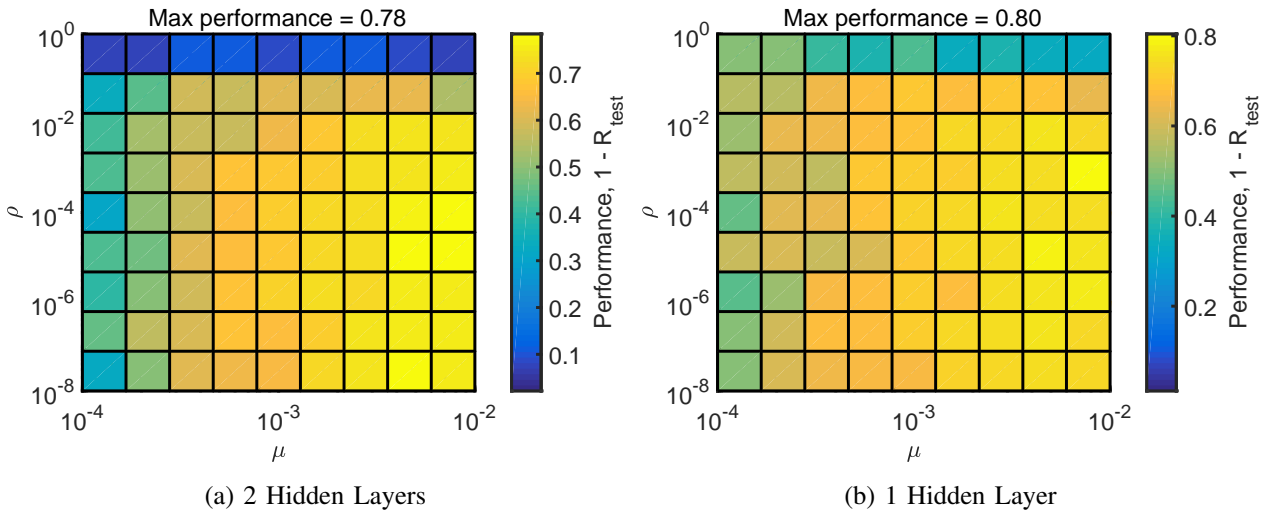 Max performance = 0.78
10^0
10^-2
10^-4
10^-6
10^-8
ρ
10^-4
10^-3
10^-2
μ
0.7
0.6
0.5
0.4
0.3
0.2
0.1
Performance, 1 - R_test
(a) 2 Hidden Layers
Max performance = 0.80
10^0
10^-2
10^-4
10^-6
10^-8
ρ
10^-4
10^-3
10^-2
μ
0.8
0.6
0.4
0.2
Performance, 1 - R_test
(b) 1 Hidden Layer